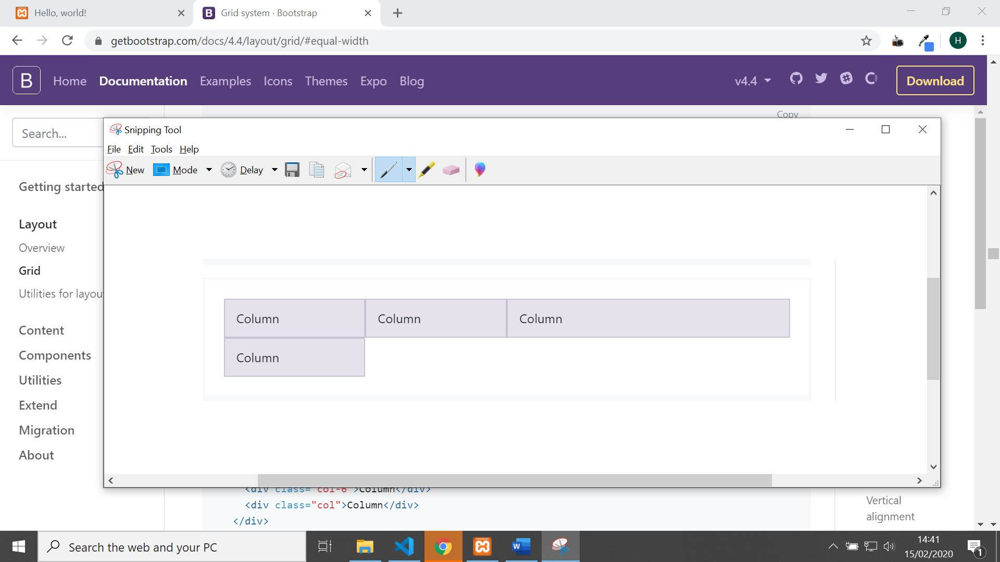 Hello, world!
Grid system · Bootstrap
getbootstrap.com/docs/4.4/layout/grid/#equal-width
H
B Home Documentation Examples Icons Themes Expo Blog v4.4 Download
Copy
Search...
Snipping Tool
File Edit Tools Help
New Mode Delay
Getting started
Layout
Overview
Grid
Utilities for layou
Content
Components
Utilities
Extend
Migration
About
Column Column Column
Column
<div class="col-6">Column</div>
<div class="col">Column</div>
</div>
Vertical
alignment
Search the web and your PC
14:41
15/02/2020
1